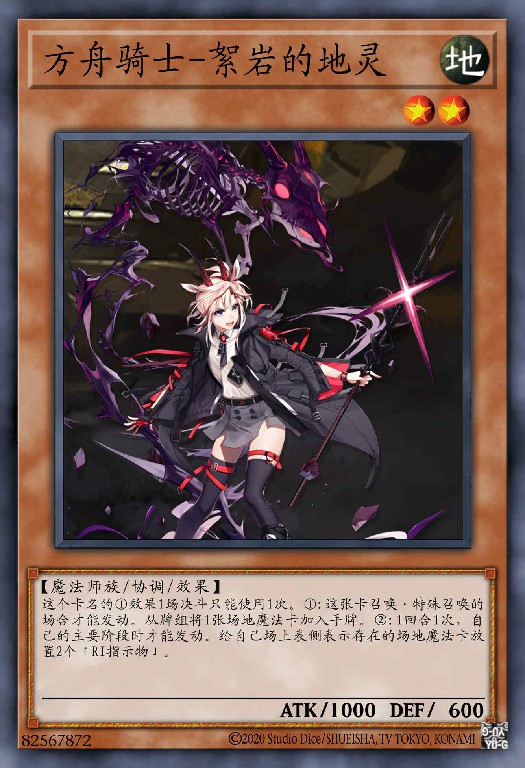 方舟骑士-絮岩的地灵
地
【魔法师族/协调/效果】
这个卡名的①效果1场决斗只能使用1次。①:这张卡召唤·特殊召唤的
场合才能发动。从牌组将1张场地魔法卡加入手牌。②:1回合1次，自
己的主要阶段时才能发动。给自己场上表侧表示存在的场地魔法卡放
置2个「RI指示物」。
ATK/1000 DEF/ 600
82567872
©2020 Studio Dice/SHUEISHA, TV TOKYO, KONAMI